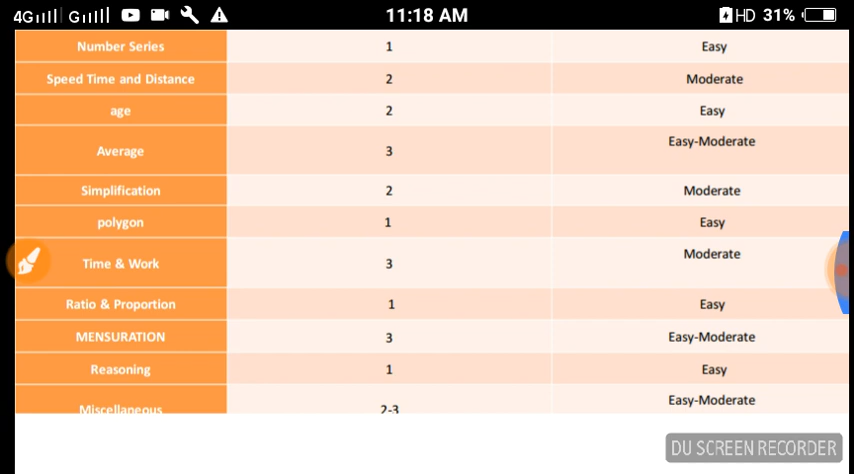 4G G 11:18 AM HD 31%
Number Series 1 Easy
Speed Time and Distance 2 Moderate
age 2 Easy
Average 3 Easy-Moderate
Simplification 2 Moderate
polygon 1 Easy
Time & Work 3 Moderate
Ratio & Proportion 1 Easy
MENSURATION 3 Easy-Moderate
Reasoning 1 Easy
Miscellaneous 2-3 Easy-Moderate
DU SCREEN RECORDER